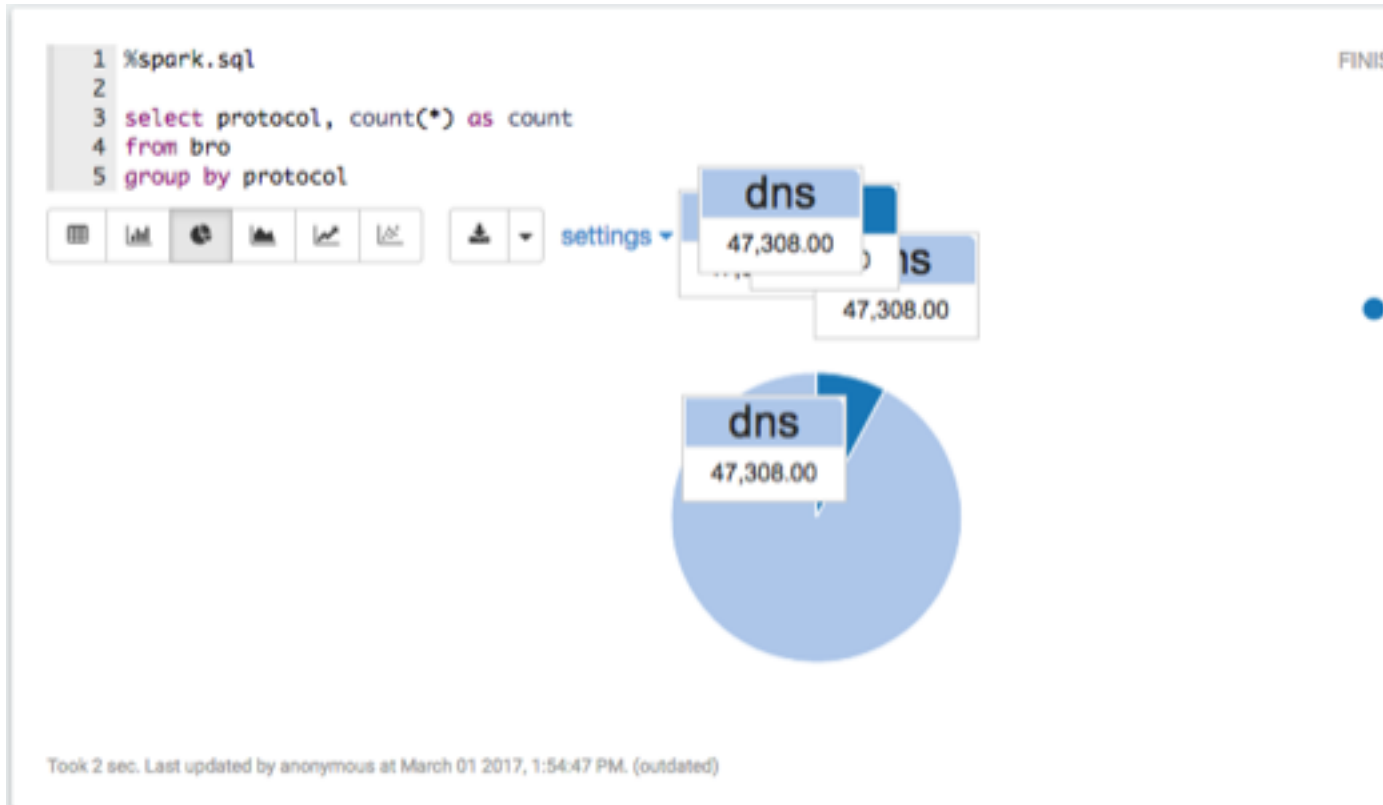 1 %spark.sql
2
3 select protocol, count(*) as count
4 from bro
5 group by protocol
settings
dns
47,308.00
47,308.00
dns
47,308.00
Took 2 sec. Last updated by anonymous at March 01 2017, 1:54:47 PM. (outdated)